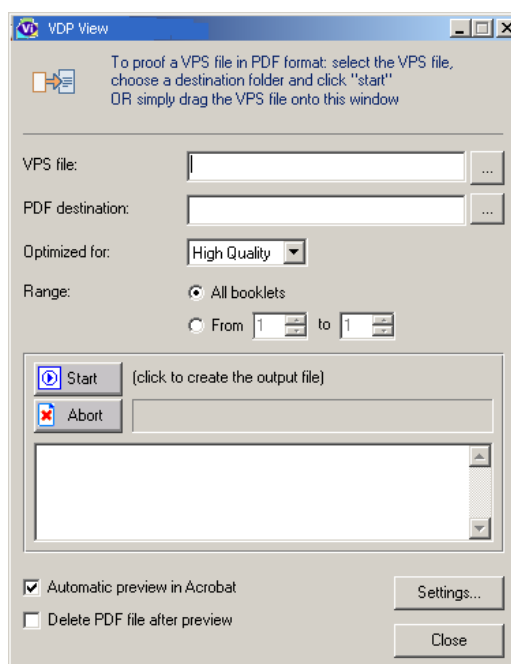 VDP View
To proof a VPS file in PDF format: select the VPS file,
choose a destination folder and click "start"
OR simply drag the VPS file onto this window
VPS file:
...
PDF destination:
...
Optimized for: High Quality
Range: All booklets
From 1 to 1
Start (click to create the output file)
Abort
Automatic preview in Acrobat
Settings...
Delete PDF file after preview
Close